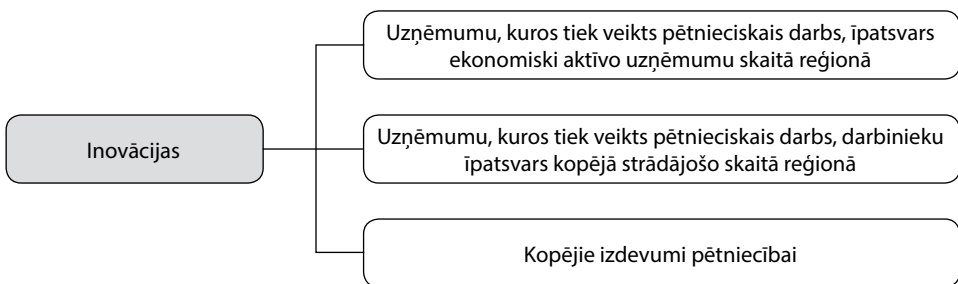 Uzņēmumu, kuros tiek veikts pētnieciskais darbs, īpatsvars
ekonomiski aktīvo uzņēmumu skaitā reģionā
Inovācijas
Uzņēmumu, kuros tiek veikts pētnieciskais darbs, darbinieku
īpatsvars kopējā strādājošo skaitā reģionā
Kopējie izdevumi pētniecībai